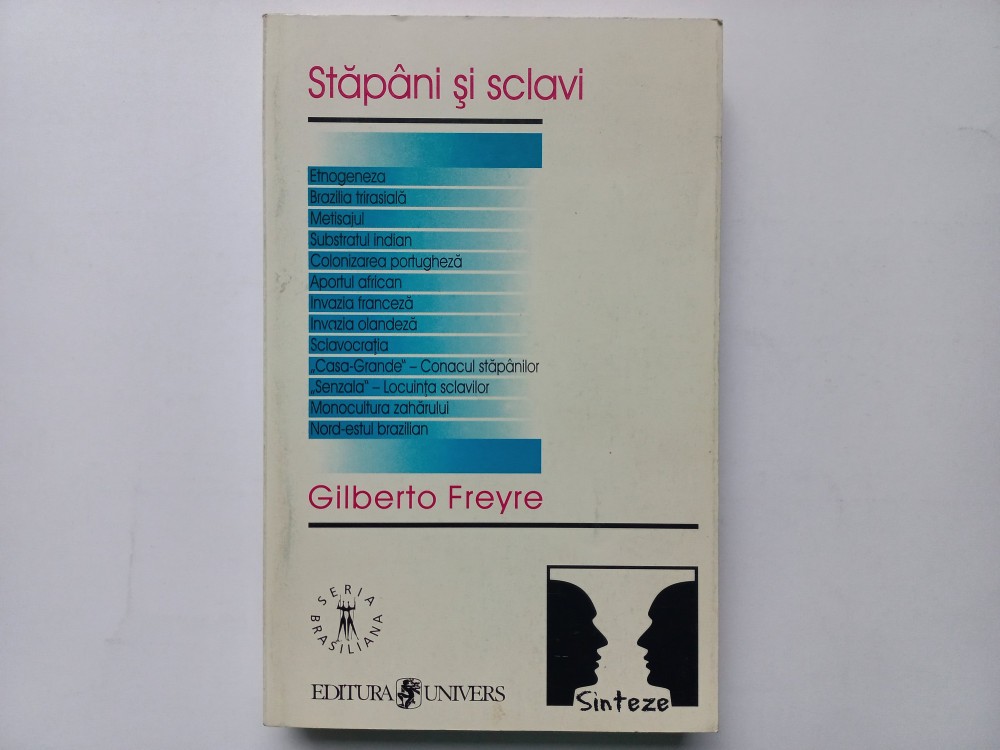 Stăpâni şi sclavi
Etnogeneza
Brazilia trirasială
Metisajul
Substratul indian
Colonizarea portugheză
Aportul african
Invazia franceză
Invazia olandeză
Sclavocraţia
„Casa-Grande“ – Conacul stăpânilor
„Senzala“ – Locuinţa sclavilor
Monocultura zahărului
Nord-estul brazilian
Gilberto Freyre
SERIA
BRASILIANA
EDITURA UNIVERS
Sinteze